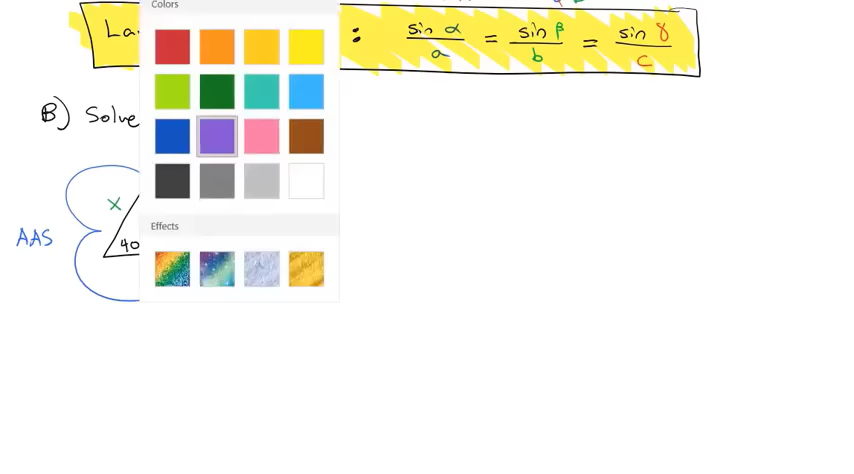 Colors
sin α / a = sin β / b = sin γ / c
:
B) Solve
x
AAS
40
Effects